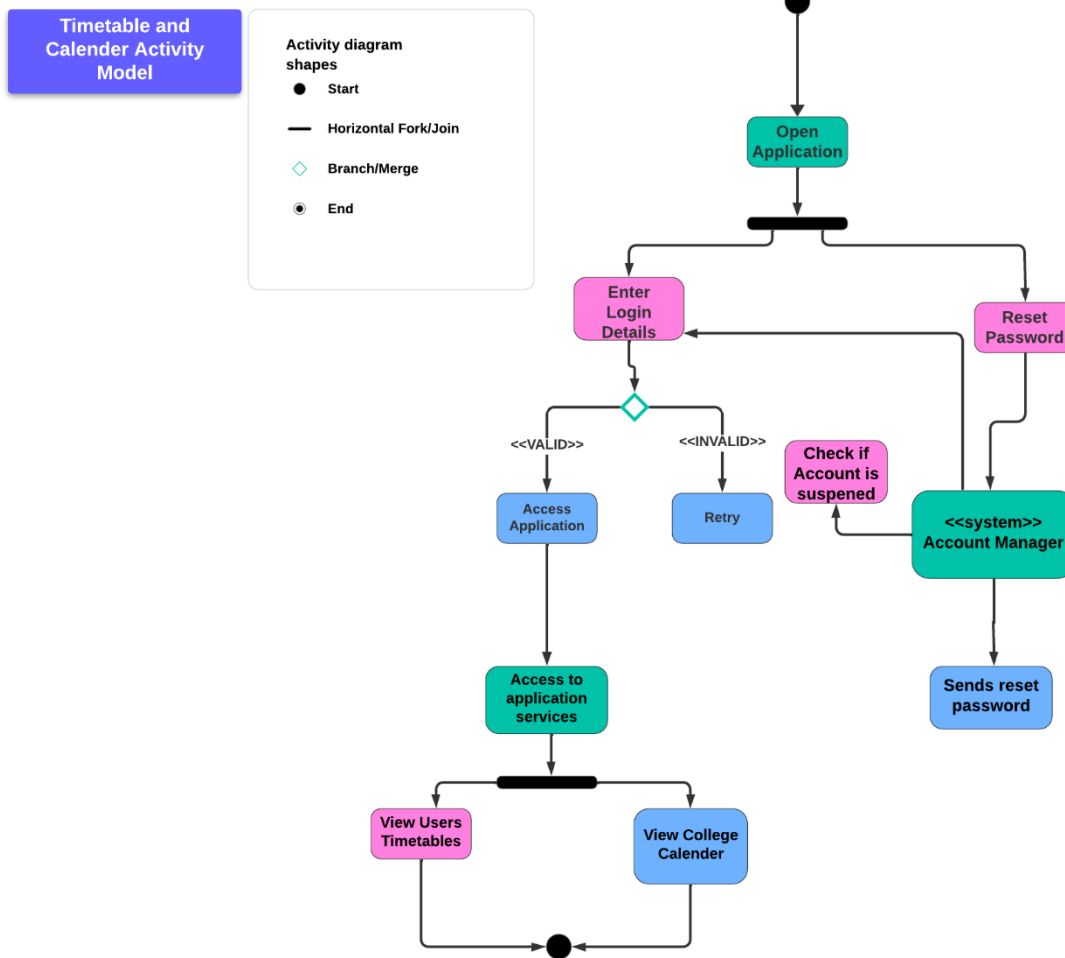 Timetable and
Calender Activity
Model
Activity diagram
shapes
Start
Horizontal Fork/Join
Branch/Merge
End
Open
Application
Enter
Login
Details
Reset
Password
<<VALID>>
<<INVALID>>
Check if
Account is
suspened
Access
Application
Retry
<<system>>
Account Manager
Access to
application
services
Sends reset
password
View Users
Timetables
View College
Calender